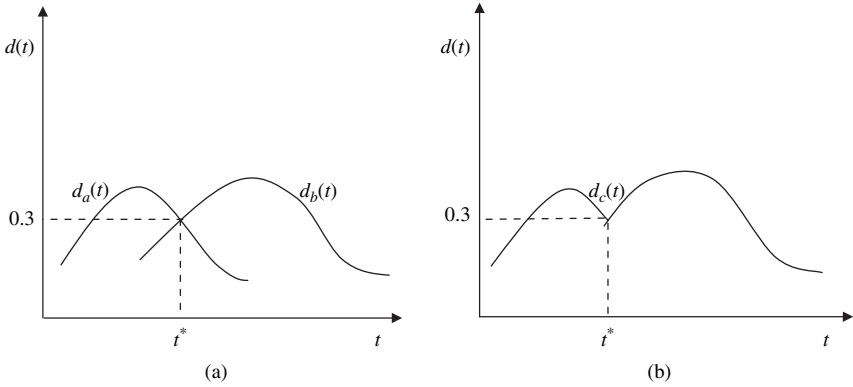 d(t)
d_a(t)
d_b(t)
0.3
t*
t
(a)
d(t)
d_c(t)
0.3
t*
t
(b)